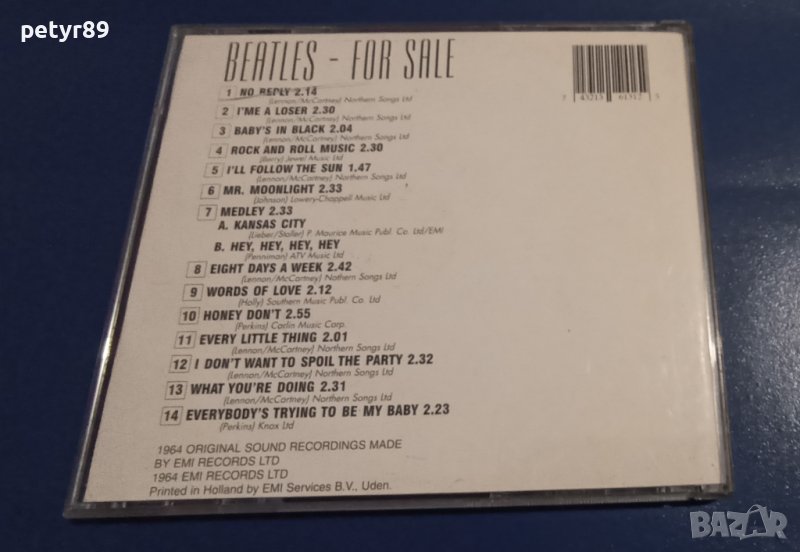 petyr89
BEATLES - FOR SALE
1 NO REPLY 2.14
(Lennon/McCartney) Northern Songs Ltd
2 I'ME A LOSER 2.30
(Lennon/McCartney) Northern Songs Ltd
3 BABY'S IN BLACK 2.04
(Lennon/McCartney) Northern Songs Ltd
4 ROCK AND ROLL MUSIC 2.30
(Berry) Jewel Music Ltd
5 I'LL FOLLOW THE SUN 1.47
(Lennon/McCartney) Northern Songs Ltd
6 MR. MOONLIGHT 2.33
(Johnson) Lowery-Chappell Music Ltd
7 MEDLEY 2.33
A. KANSAS CITY
(Lieber/Staller) P. Maurice Music Publ. Co. Ltd/EMI
B. HEY, HEY, HEY, HEY
(Penniman) ATV Music Ltd
8 EIGHT DAYS A WEEK 2.42
(Lennon/McCartney) Nothern Songs Ltd
9 WORDS OF LOVE 2.12
(Holly) Southern Music Publ. Co. Ltd
10 HONEY DON'T 2.55
(Perkins) Carlin Music Corp.
11 EVERY LITTLE THING 2.01
(Lennon/McCartney) Northern Songs Ltd
12 I DON'T WANT TO SPOIL THE PARTY 2.32
(Lennon/McCartney) Northern Songs Ltd
13 WHAT YOU'RE DOING 2.31
(Lennon/McCartney) Northern Songs Ltd
14 EVERYBODY'S TRYING TO BE MY BABY 2.23
(Perkins) Knox Ltd
1964 ORIGINAL SOUND RECORDINGS MADE
BY EMI RECORDS LTD
1964 EMI RECORDS LTD
Printed in Holland by EMI Services B.V., Uden.
7 43213 61312 3
BAZAR